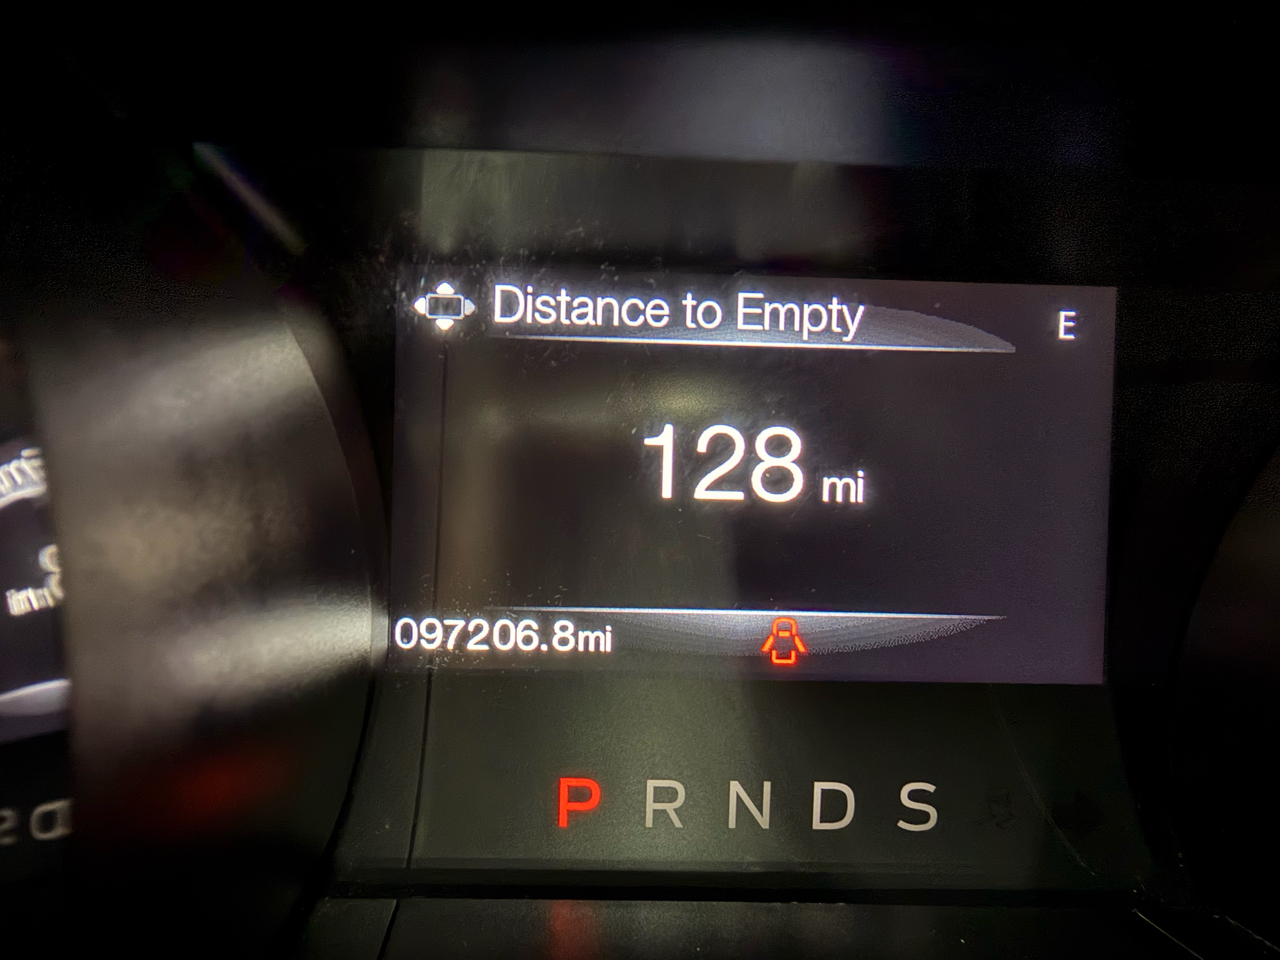 Distance to Empty
E
128 mi
097206.8mi
P R N D S